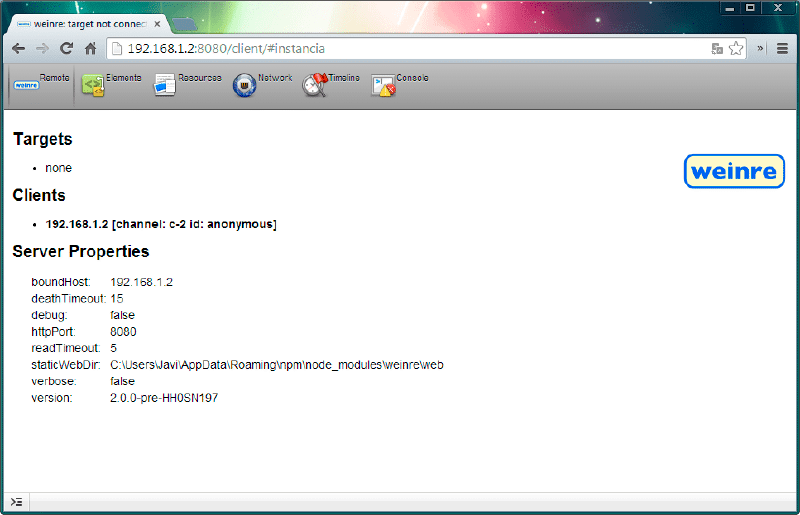 weinre: target not connec
192.168.1.2:8080/client/#instancia
weinre Remote Elements Resources Network Timeline Console
Targets
none
weinre
Clients
192.168.1.2 [channel: c-2 id: anonymous]
Server Properties
boundHost: 192.168.1.2
deathTimeout: 15
debug: false
httpPort: 8080
readTimeout: 5
staticWebDir: C:\Users\Javi\AppData\Roaming\npm\node_modules\weinre\web
verbose: false
version: 2.0.0-pre-HH0SN197